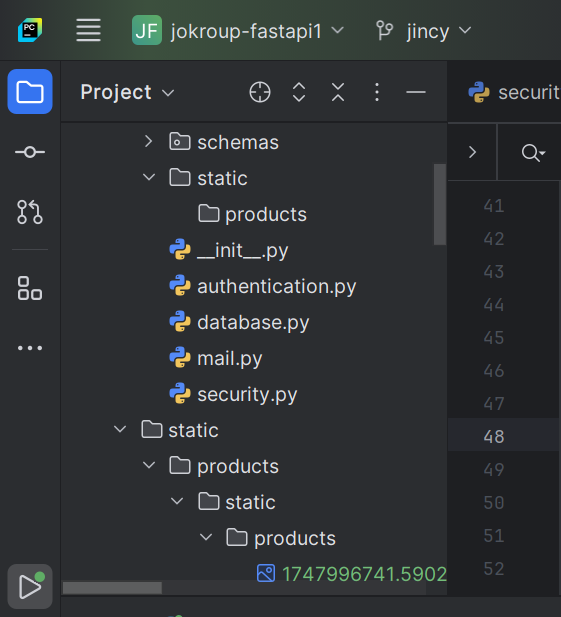 PC
JF jokroup-fastapi1 jincy
Project
securit
schemas
static
products
__init__.py
authentication.py
database.py
mail.py
security.py
static
products
static
products
1747996741.5902
41
42
43
44
45
46
47
48
49
50
51
52